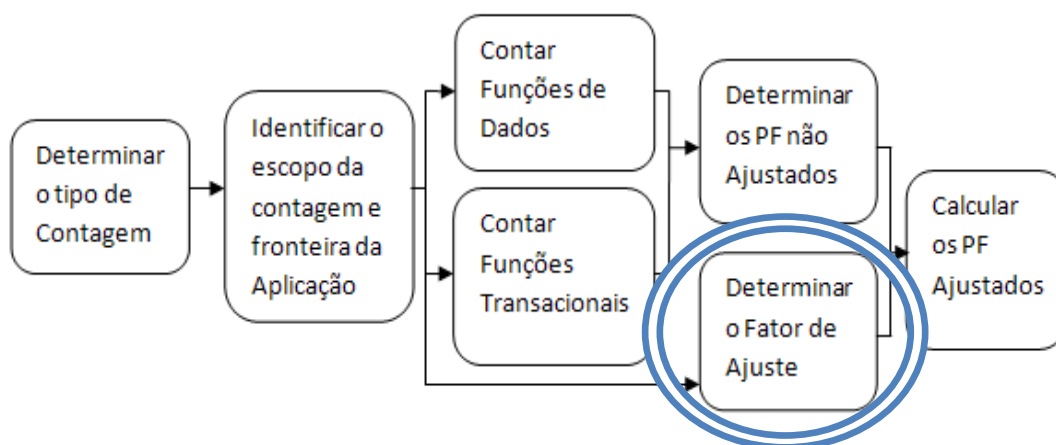 Determinar
o tipo de
Contagem
Identificar o
escopo da
contagem e
fronteira da
Aplicação
Contar
Funções de
Dados
Contar
Funções
Transacionais
Determinar
os PF não
Ajustados
Determinar
o Fator de
Ajuste
Calcular
os PF
Ajustados